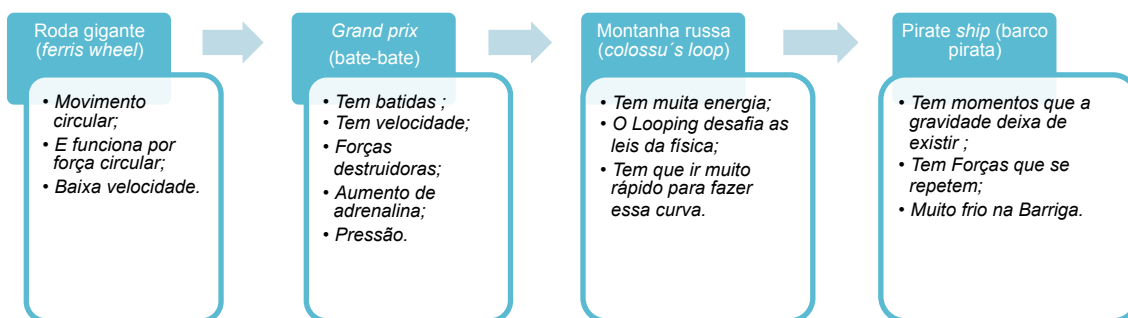 Roda gigante
(ferris wheel)
• Movimento
circular;
• E funciona por
força circular;
• Baixa velocidade.
Grand prix
(bate-bate)
• Tem batidas ;
• Tem velocidade;
• Forças
destruidoras;
• Aumento de
adrenalina;
• Pressão.
Montanha russa
(colossu´s loop)
• Tem muita energia;
• O Looping desafia as
leis da física;
• Tem que ir muito
rápido para fazer
essa curva.
Pirate ship (barco
pirata)
• Tem momentos que a
gravidade deixa de
existir ;
• Tem Forças que se
repetem;
• Muito frio na Barriga.